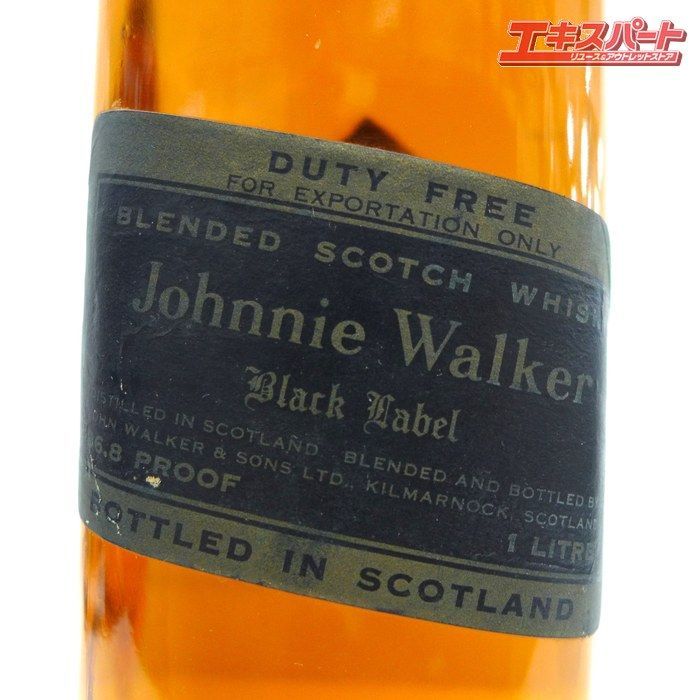 エキスパート
リユース&アウトレットストア
DUTY FREE
FOR EXPORTATION ONLY
BLENDED SCOTCH WHIS
Johnnie Walker
Black Label
DISTILLED IN SCOTLAND. BLENDED AND BOTTLED BY
JOHN WALKER & SONS LTD., KILMARNOCK, SCOTLAND
86.8 PROOF
1 LITRE
BOTTLED IN SCOTLAND